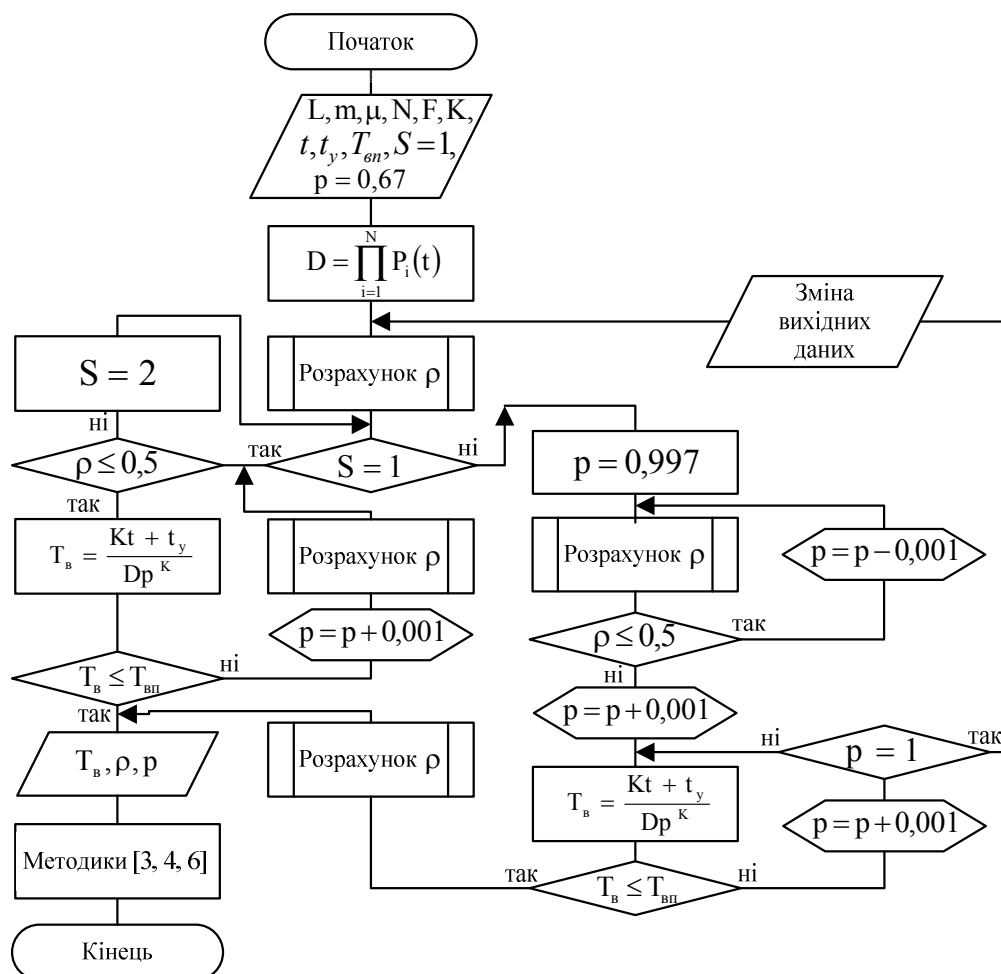 Початок
L, m, μ, N, F, K,
t, t_у, T_вп, S = 1,
p = 0,67
D = ∏_{i=1}^{N} P_i(t)
Зміна
вихідних
даних
Розрахунок ρ
S = 2
ні
ρ ≤ 0,5
так
S = 1
ні
p = 0,997
так
T_в = (Kt + t_у) / (Dp^K)
Розрахунок ρ
Розрахунок ρ
p = p − 0,001
p = p + 0,001
ρ ≤ 0,5
так
ні
T_в ≤ T_вп
ні
так
p = p + 0,001
ні
p = 1
так
T_в, ρ, p
Розрахунок ρ
T_в = (Kt + t_у) / (Dp^K)
p = p + 0,001
Методики [3, 4, 6]
так
T_в ≤ T_вп
ні
Кінець